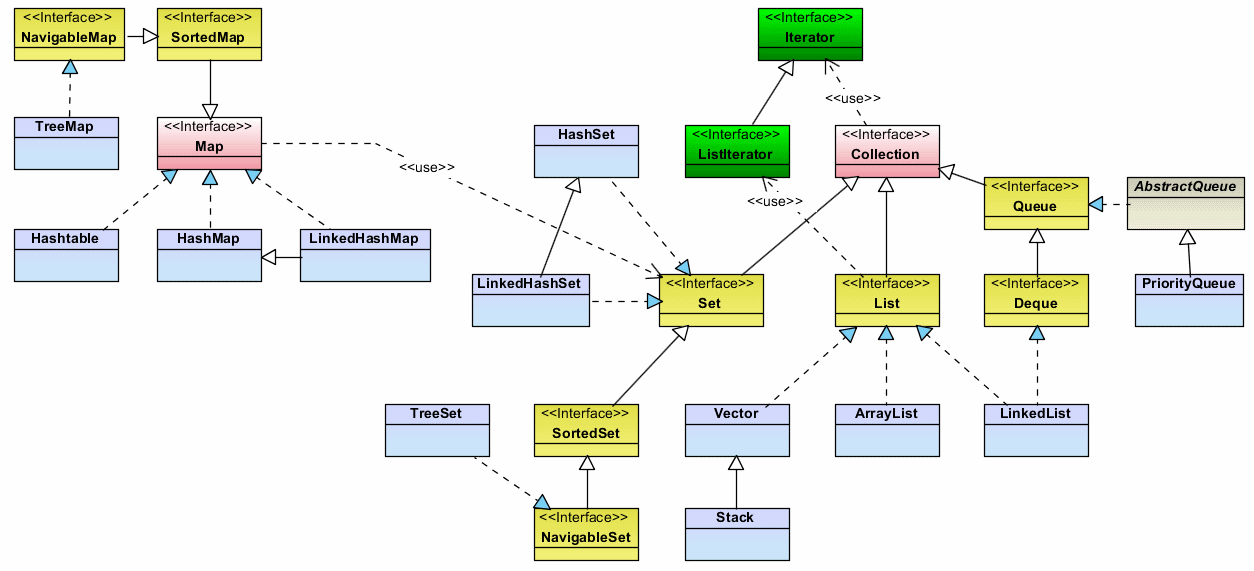 <<Interface>>
NavigableMap
<<Interface>>
SortedMap
<<Interface>>
Iterator
TreeMap
<<Interface>>
Map
<<use>>
HashSet
<<Interface>>
ListIterator
<<use>>
<<Interface>>
Collection
<<use>>
<<Interface>>
Queue
AbstractQueue
Hashtable
HashMap
LinkedHashMap
LinkedHashSet
<<Interface>>
Set
<<Interface>>
List
<<Interface>>
Deque
PriorityQueue
TreeSet
<<Interface>>
SortedSet
Vector
ArrayList
LinkedList
<<Interface>>
NavigableSet
Stack